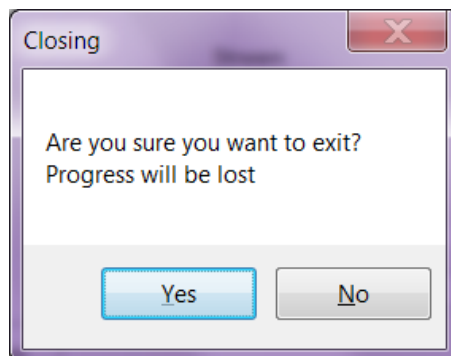 Closing
Are you sure you want to exit?
Progress will be lost
Yes
No